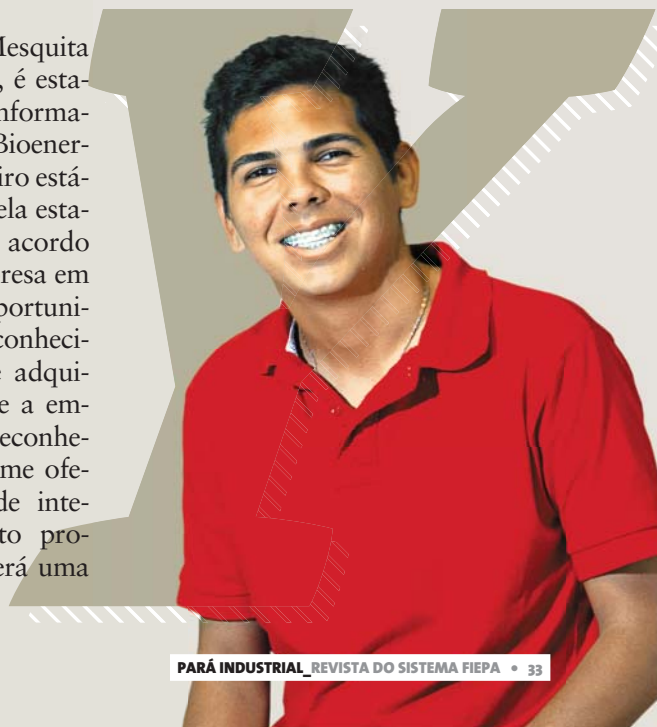 Mesquita
, é esta-
nforma-
Bioener-
iro está-
ela esta-
acordo
resa em
portuni-
conheci-
e adqui-
e a em-
econhe-
me ofe-
de inte-
to pro-
erá uma
PARÁ INDUSTRIAL_REVISTA DO SISTEMA FIEPA • 33